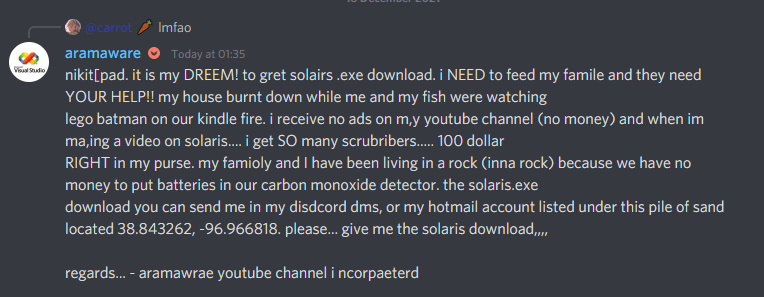 @carrot 🥕 lmfao
Visual Studio
aramaware Today at 01:35
nikit[pad. it is my DREEM! to gret solairs .exe download. i NEED to feed my famile and they need
YOUR HELP!! my house burnt down while me and my fish were watching
lego batman on our kindle fire. i receive no ads on m,y youtube channel (no money) and when im
ma,ing a video on solaris.... i get SO many scrubribers..... 100 dollar
RIGHT in my purse. my famioly and I have been living in a rock (inna rock) because we have no
money to put batteries in our carbon monoxide detector. the solaris.exe
download you can send me in my disdcord dms, or my hotmail account listed under this pile of sand
located 38.843262, -96.966818. please... give me the solaris download,,,,
regards... - aramawrae youtube channel i ncorpaeterd